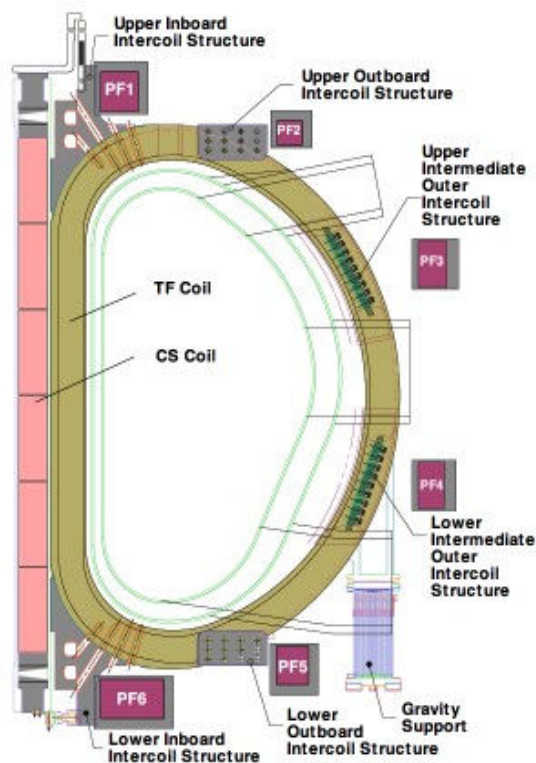 Upper Inboard
Intercoil Structure
PF1
Upper Outboard
Intercoil Structure
PF2
Upper
Intermediate
Outer
Intercoil
Structure
PF3
TF Coil
CS Coil
PF4
Lower
Intermediate
Outer
Intercoil
Structure
PF5
PF6
Gravity
Support
Lower
Outboard
Intercoil Structure
Lower Inboard
Intercoil Structure